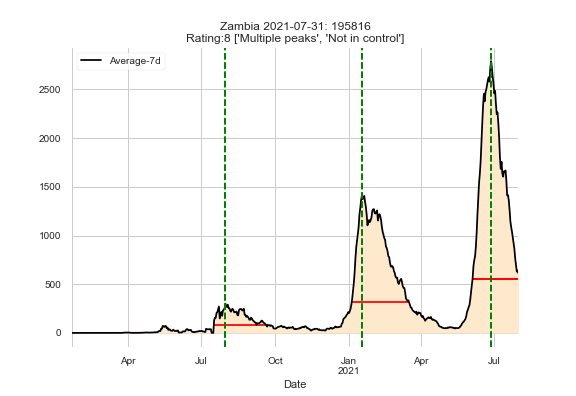 Zambia 2021-07-31: 195816
Rating:8 ['Multiple peaks', 'Not in control']
Average-7d
2500
2000
1500
1000
500
0
Apr
Jul
Oct
Jan
2021
Apr
Jul
Date